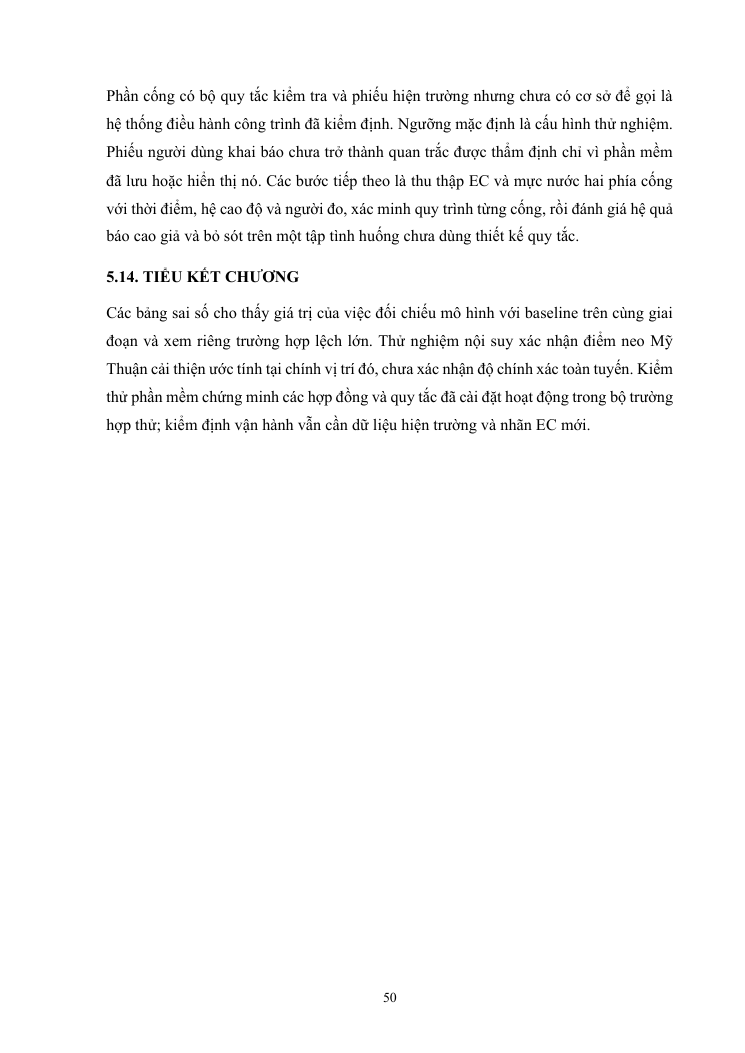 Phần cống có bộ quy tắc kiểm tra và phiếu hiện trường nhưng chưa có cơ sở để gọi là
hệ thống điều hành công trình đã kiểm định. Ngưỡng mặc định là cấu hình thử nghiệm.
Phiếu người dùng khai báo chưa trở thành quan trắc được thẩm định chỉ vì phần mềm
đã lưu hoặc hiển thị nó. Các bước tiếp theo là thu thập EC và mực nước hai phía cống
với thời điểm, hệ cao độ và người đo, xác minh quy trình từng cống, rồi đánh giá hệ quả
báo cao giả và bỏ sót trên một tập tình huống chưa dùng thiết kế quy tắc.
5.14. TIỂU KẾT CHƯƠNG
Các bảng sai số cho thấy giá trị của việc đối chiếu mô hình với baseline trên cùng giai
đoạn và xem riêng trường hợp lệch lớn. Thử nghiệm nội suy xác nhận điểm neo Mỹ
Thuận cải thiện ước tính tại chính vị trí đó, chưa xác nhận độ chính xác toàn tuyến. Kiểm
thử phần mềm chứng minh các hợp đồng và quy tắc đã cài đặt hoạt động trong bộ trường
hợp thử; kiểm định vận hành vẫn cần dữ liệu hiện trường và nhãn EC mới.
50